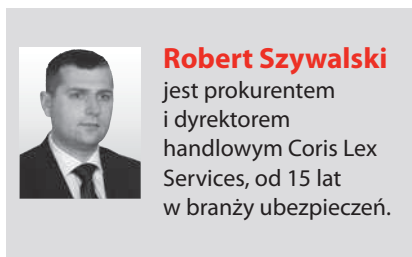 Robert Szywalski
jest prokurentem
i dyrektorem
handlowym Coris Lex
Services, od 15 lat
w branży ubezpieczeń.